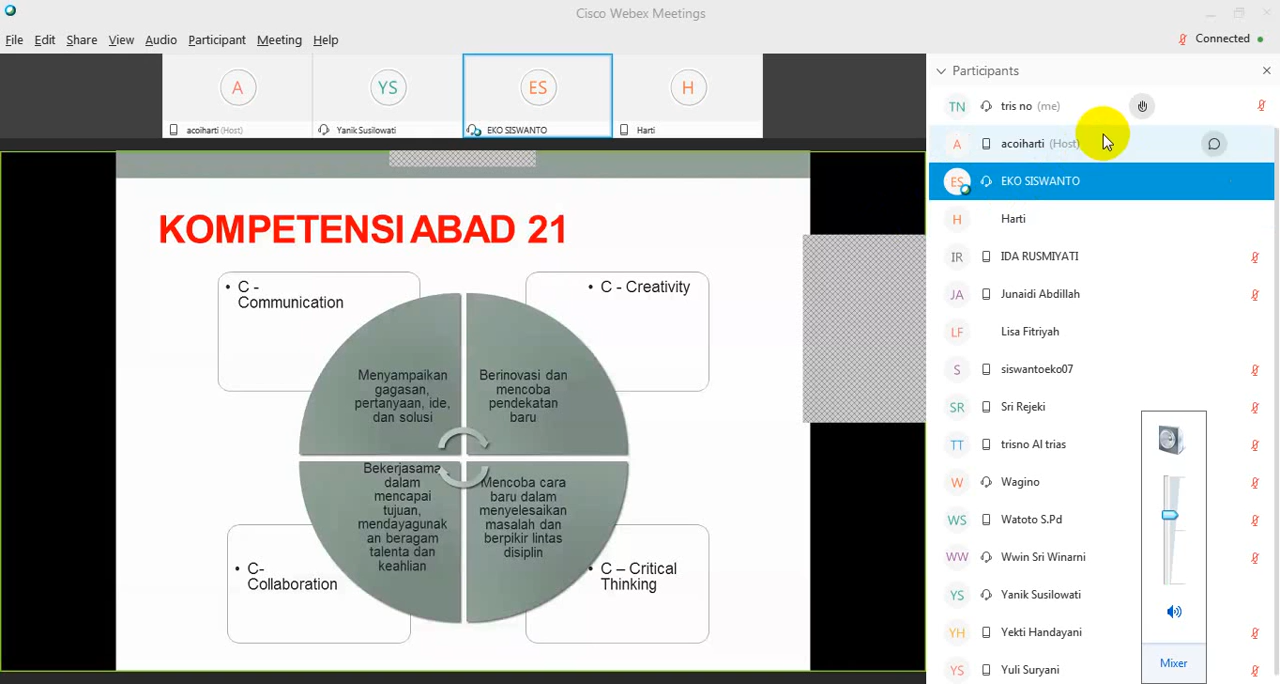 Cisco Webex Meetings
File Edit Share View Audio Participant Meeting Help
Connected
A
acoiharti (Host)
YS
Yanik Susilowati
ES
EKO SISWANTO
H
Harti
KOMPETENSI ABAD 21
• C -
Communication
• C - Creativity
Menyampaikan
gagasan,
pertanyaan, ide,
dan solusi
Berinovasi dan
mencoba
pendekatan
baru
Bekerjasama
dalam
mencapai
tujuan,
mendayagunak
an beragam
talenta dan
keahlian
Mencoba cara
baru dalam
menyelesaikan
masalah dan
berpikir lintas
disiplin
• C-
Collaboration
• C – Critical
Thinking
Participants
TN tris no (me)
A acoiharti (Host)
ES EKO SISWANTO
H Harti
IR IDA RUSMIYATI
JA Junaidi Abdillah
LF Lisa Fitriyah
S siswantoeko07
SR Sri Rejeki
TT trisno Al trias
W Wagino
WS Watoto S.Pd
WW Wwin Sri Winarni
YS Yanik Susilowati
YH Yekti Handayani
YS Yuli Suryani
Mixer